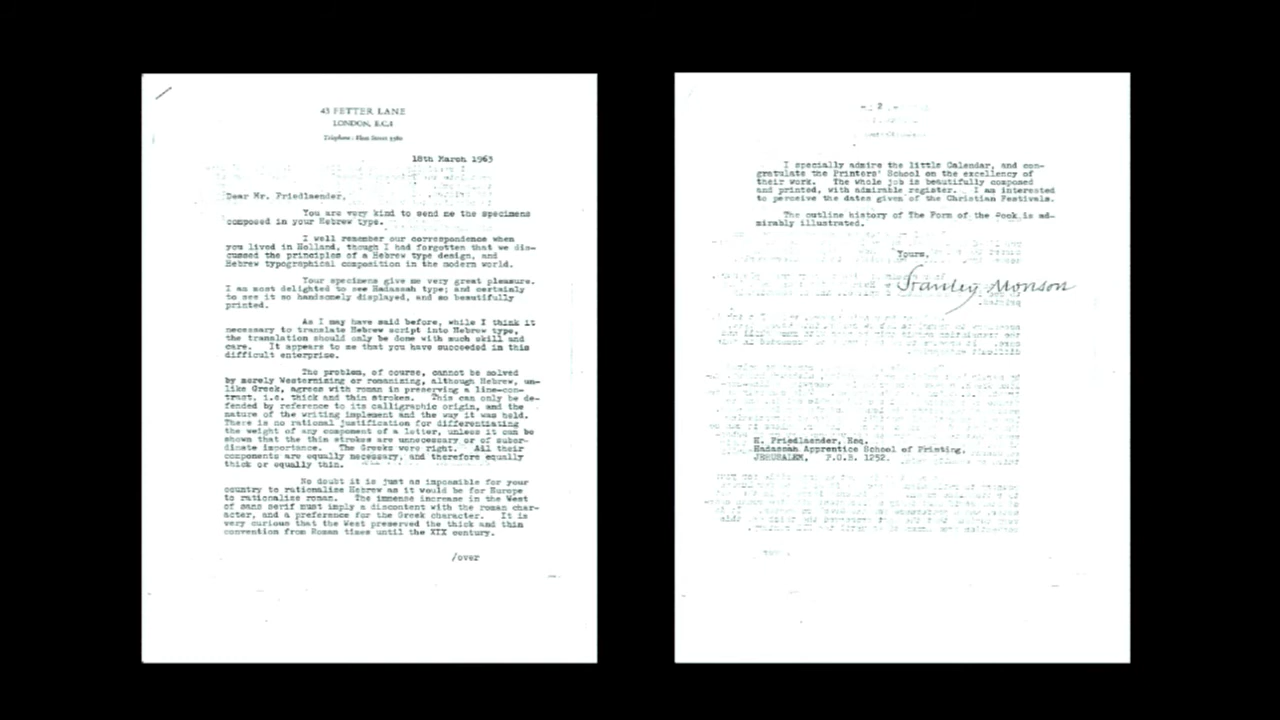 43 FETTER LANE
LONDON, E.C.4
Telephone: Fleet Street
18th March 1963
Dear Mr. Friedlaender,
You are very kind to send me the specimens
composed in your Hebrew type.
I well remember our correspondence when
you lived in Holland, though I had forgotten that we dis-
cussed the principles of a Hebrew type design, and
Hebrew typographical composition in the modern world.
Your specimens give me very great pleasure.
I am most delighted to see Hadassah type; and certainly
to see it so handsomely displayed, and so beautifully
printed.
As I may have said before, while I think it
necessary to translate Hebrew script into Hebrew type,
the translation should only be done with much skill and
care. It appears to me that you have succeeded in this
difficult enterprise.
The problem, of course, cannot be solved
by merely Westernizing or romanizing, although Hebrew, un-
like Greek, agrees with roman in preserving a line-con-
trast, i.e. thick and thin strokes. This can only be de-
fended by reference to its calligraphic origin, and the
nature of the writing implement and the way it was held.
There is no rational justification for differentiating
the weight of any component of a letter, unless it can be
shown that the thin strokes are unnecessary or of subor-
dinate importance. The Greeks were right. All their
components are equally necessary, and therefore equally
thick or equally thin.
No doubt it is just as impossible for your
country to rationalise Hebrew as it would be for Europe
to rationalise roman. The immense increase in the West
of sans serif must imply a discontent with the roman char-
acter, and a preference for the Greek character. It is
very curious that the West preserved the thick and thin
convention from Roman times until the XIX century.
/over
- 2 -
I specially admire the little Calendar, and con-
gratulate the Printers' School on the excellency of
their work. The whole job is beautifully composed
and printed, with admirable register. I am interested
to perceive the dates given of the Christian Festivals.
The outline history of The Form of the Book is ad-
mirably illustrated.
Yours,
Stanley Morison
H. Friedlaender, Esq.
Hadassah Apprentice School of Printing,
JERUSALEM, P.O.B. 1252.